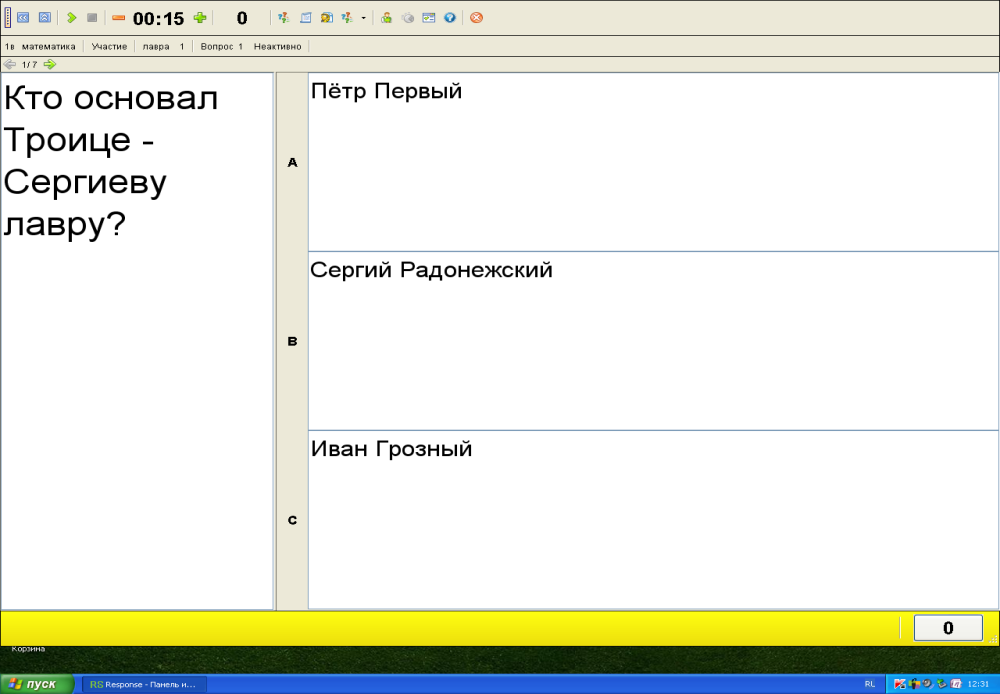 00:15 0
1в математика Участие лавра 1 Вопрос 1 Неактивно
1/7
Кто основал
Троице -
Сергиеву
лавру?
A
Пётр Первый
B
Сергий Радонежский
C
Иван Грозный
0
Корзина
пуск RS Response - Панель и... RL 12:31